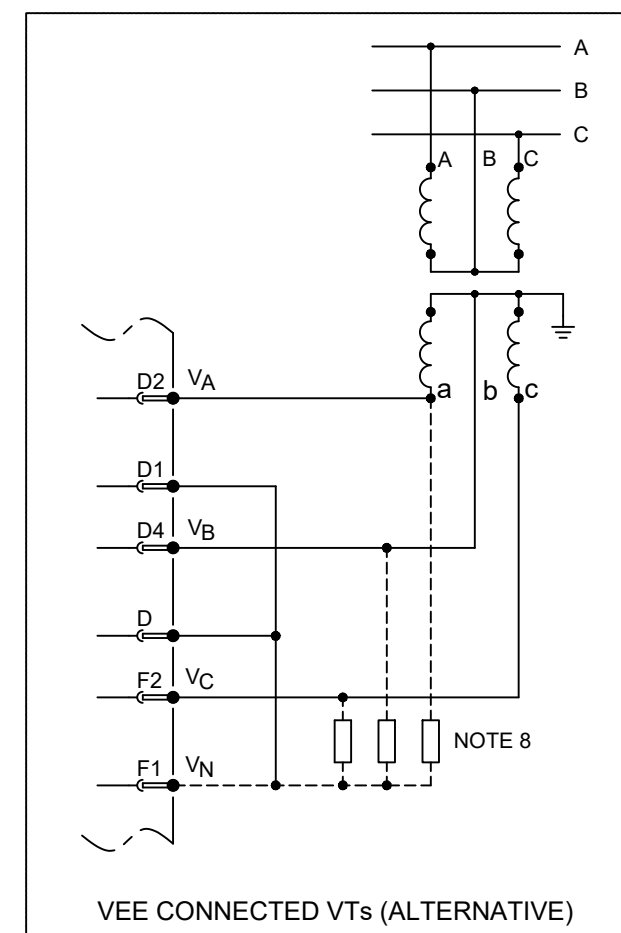 A
B
C
A B C
D2 VA
a b c
D1
D4 VB
D
F2 VC
NOTE 8
F1 VN
VEE CONNECTED VTs (ALTERNATIVE)